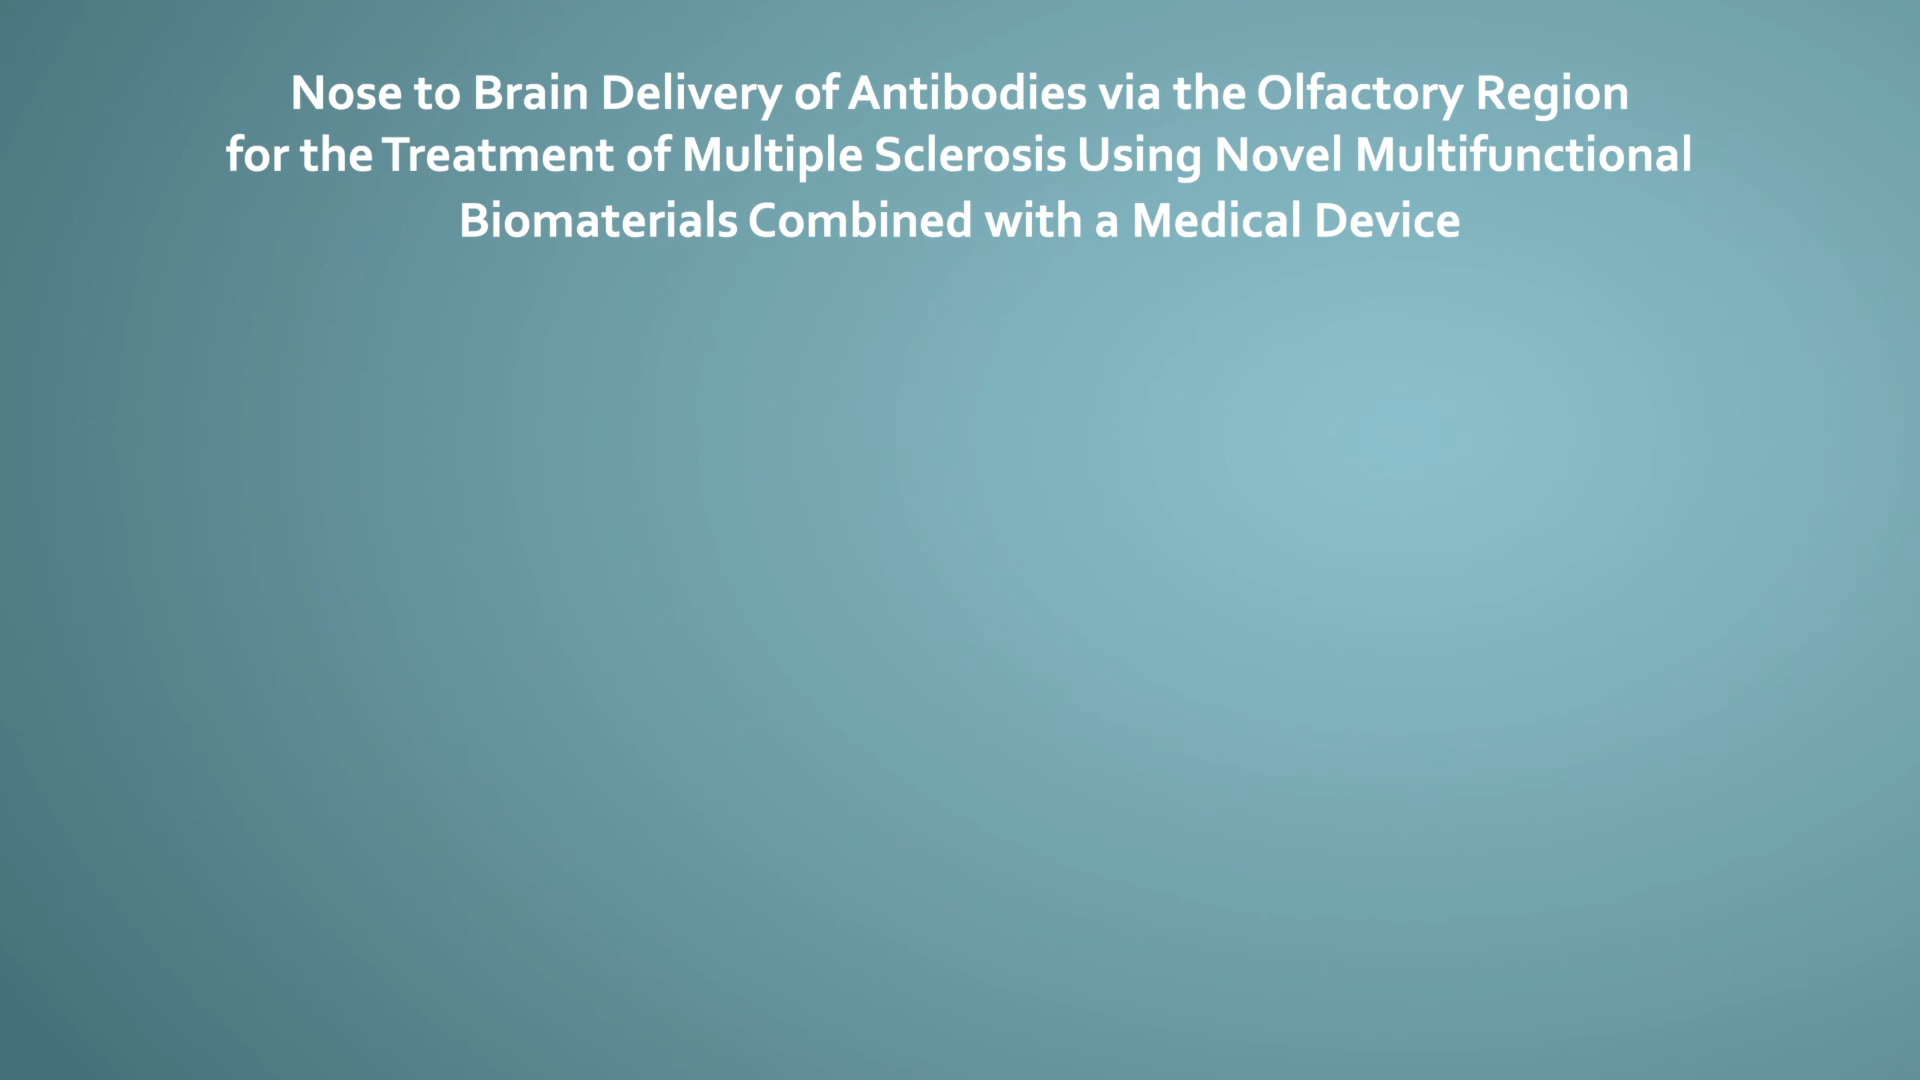 Nose to Brain Delivery of Antibodies via the Olfactory Region
for the Treatment of Multiple Sclerosis Using Novel Multifunctional
Biomaterials Combined with a Medical Device